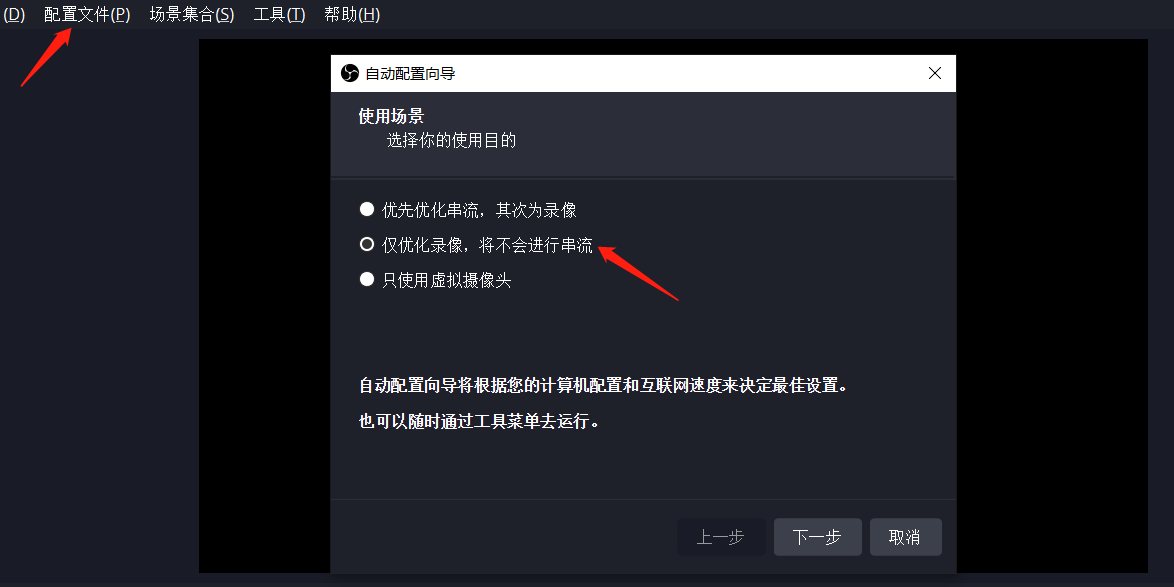 (D) 配置文件(P) 场景集合(S) 工具(T) 帮助(H)
自动配置向导
使用场景
选择你的使用目的
优先优化串流，其次为录像
仅优化录像，将不会进行串流
只使用虚拟摄像头
自动配置向导将根据您的计算机配置和互联网速度来决定最佳设置。
也可以随时通过工具菜单去运行。
上一步 下一步 取消